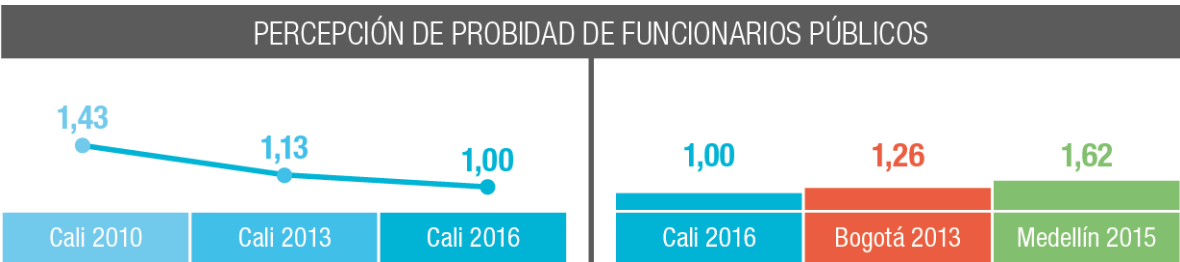 PERCEPCIÓN DE PROBIDAD DE FUNCIONARIOS PÚBLICOS
1,43
1,13
1,00
Cali 2010
Cali 2013
Cali 2016
1,00
1,26
1,62
Cali 2016
Bogotá 2013
Medellín 2015